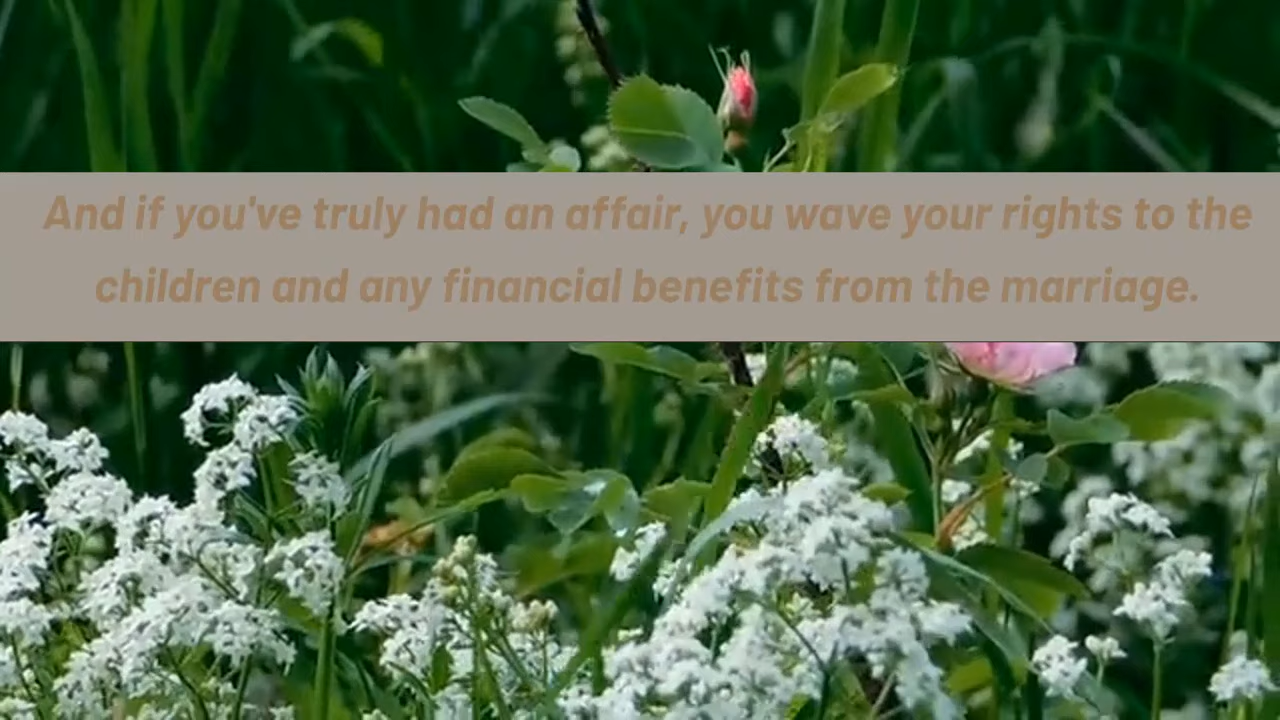 And if you've truly had an affair, you wave your rights to the
children and any financial benefits from the marriage.